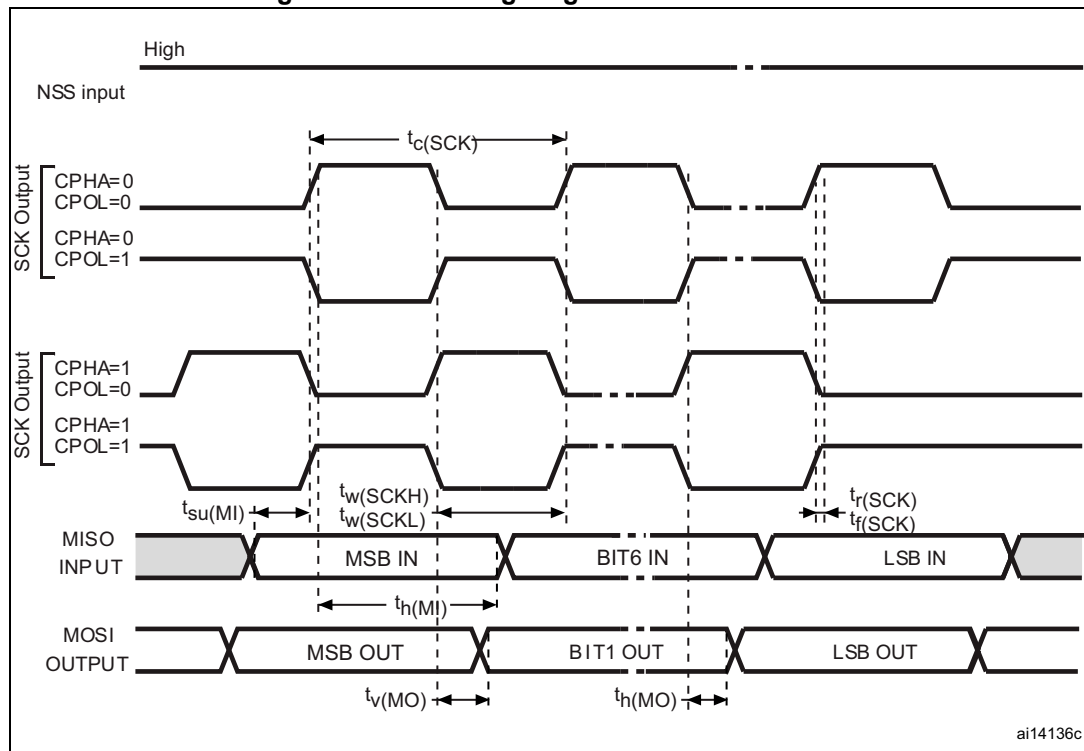 High
NSS input
tc(SCK)
SCK Output
CPHA=0
CPOL=0
CPHA=0
CPOL=1
SCK Output
CPHA=1
CPOL=0
CPHA=1
CPOL=1
tsu(MI)
tw(SCKH)
tw(SCKL)
tr(SCK)
tf(SCK)
MISO
INPUT
MSB IN
BIT6 IN
LSB IN
th(MI)
MOSI
OUTPUT
MSB OUT
BIT1 OUT
LSB OUT
tv(MO)
th(MO)
ai14136c